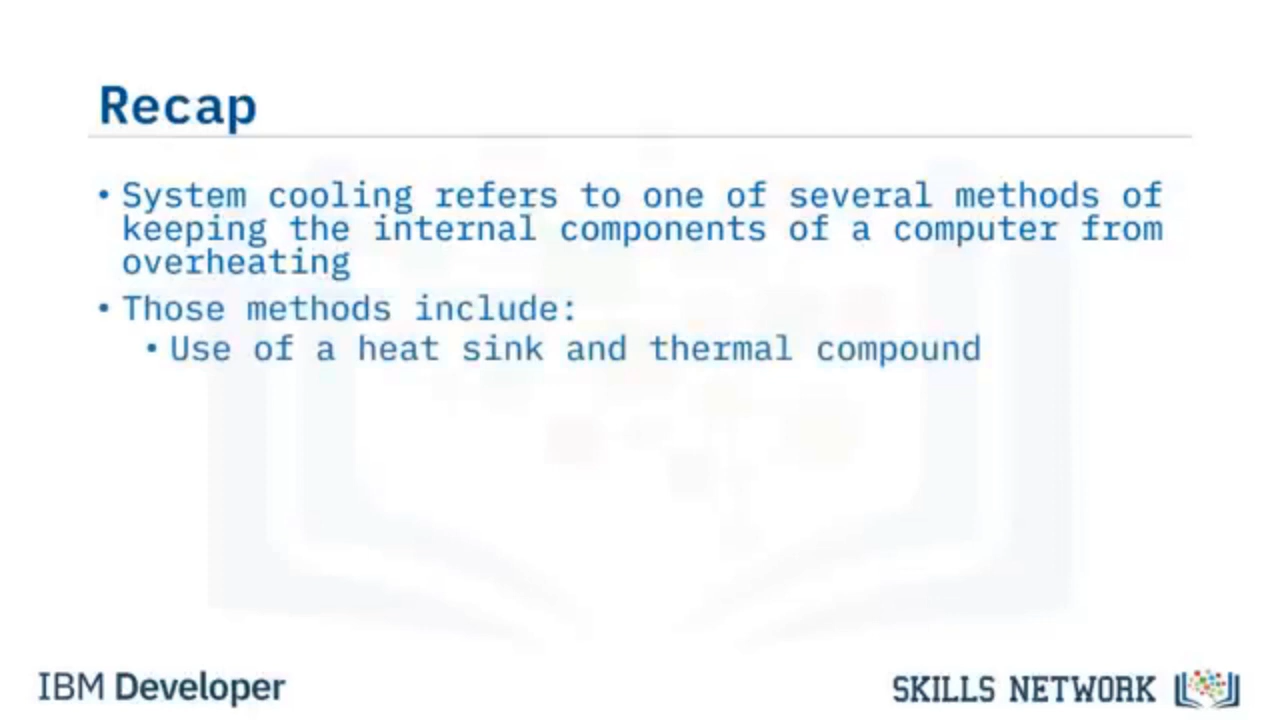 Recap
• System cooling refers to one of several methods of
keeping the internal components of a computer from
overheating
• Those methods include:
• Use of a heat sink and thermal compound
IBM Developer
SKILLS NETWORK